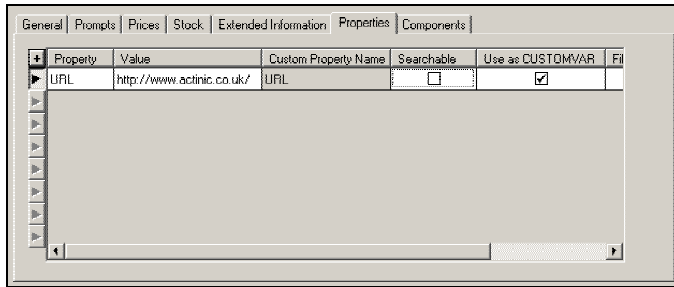 General Prompts Prices Stock Extended Information Properties Components
+ Property Value Custom Property Name Searchable Use as CUSTOMVAR Fil
URL http://www.actinic.co.uk/ URL